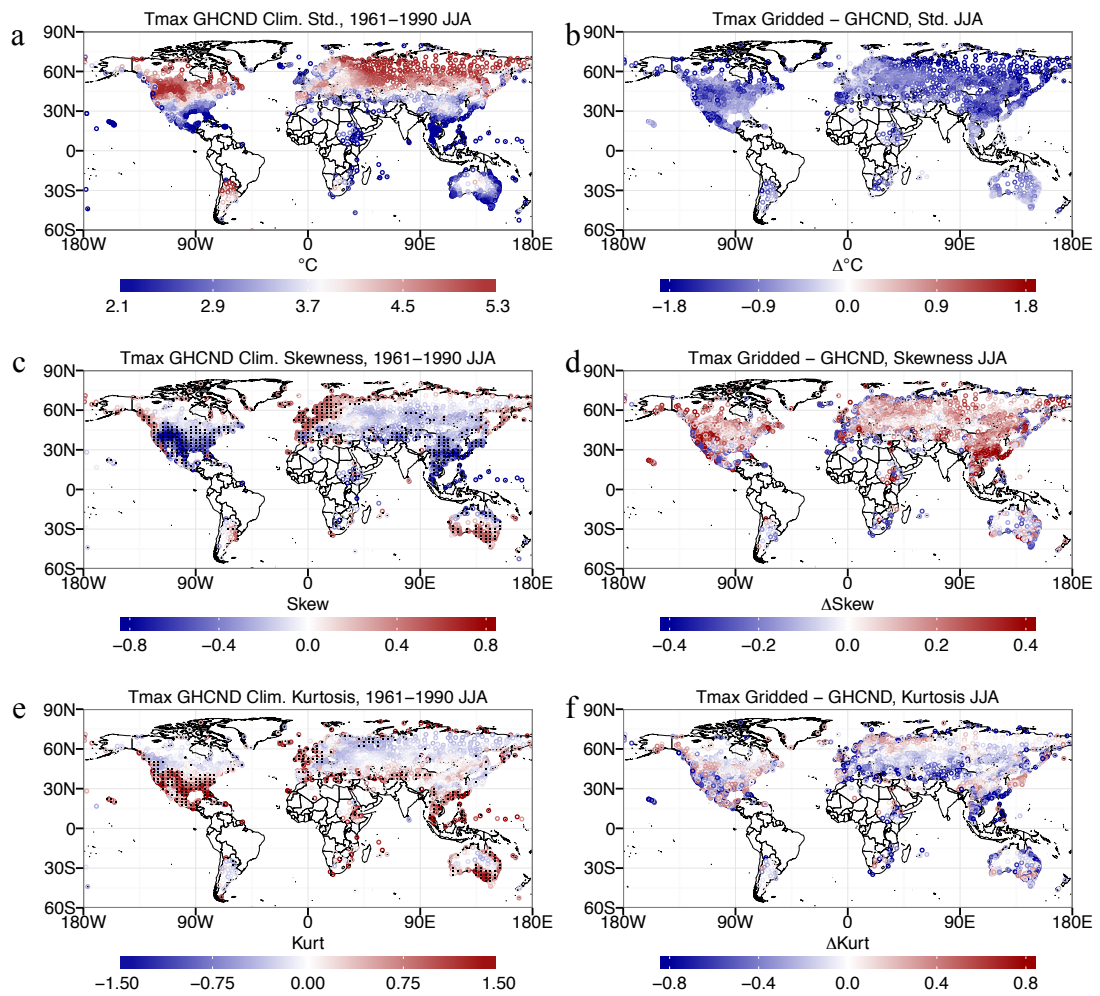 a
Tmax GHCND Clim. Std., 1961−1990 JJA
90N
60N
30N
0
30S
60S
180W 90W 0 90E 180E
°C
2.1 2.9 3.7 4.5 5.3
b
Tmax Gridded − GHCND, Std. JJA
90N
60N
30N
0
30S
60S
180W 90W 0 90E 180E
Δ°C
−1.8 −0.9 0.0 0.9 1.8
c
Tmax GHCND Clim. Skewness, 1961−1990 JJA
90N
60N
30N
0
30S
60S
180W 90W 0 90E 180E
Skew
−0.8 −0.4 0.0 0.4 0.8
d
Tmax Gridded − GHCND, Skewness JJA
90N
60N
30N
0
30S
60S
180W 90W 0 90E 180E
ΔSkew
−0.4 −0.2 0.0 0.2 0.4
e
Tmax GHCND Clim. Kurtosis, 1961−1990 JJA
90N
60N
30N
0
30S
60S
180W 90W 0 90E 180E
Kurt
−1.50 −0.75 0.00 0.75 1.50
f
Tmax Gridded − GHCND, Kurtosis JJA
90N
60N
30N
0
30S
60S
180W 90W 0 90E 180E
ΔKurt
−0.8 −0.4 0.0 0.4 0.8